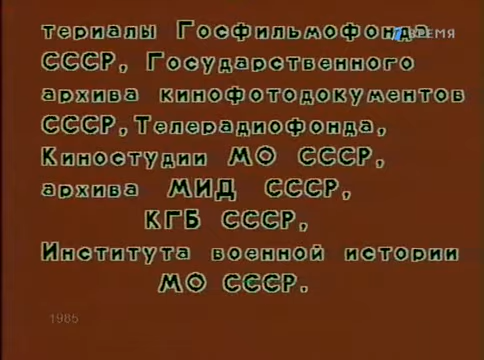 териалы Госфильмофонда
ВРЕМЯ
СССР, Государственного
архива кинофотодокументов
СССР, Телерадиофонда,
Киностудии МО СССР,
архива МИД СССР,
КГБ СССР,
Института военной истории
МО СССР.
1985